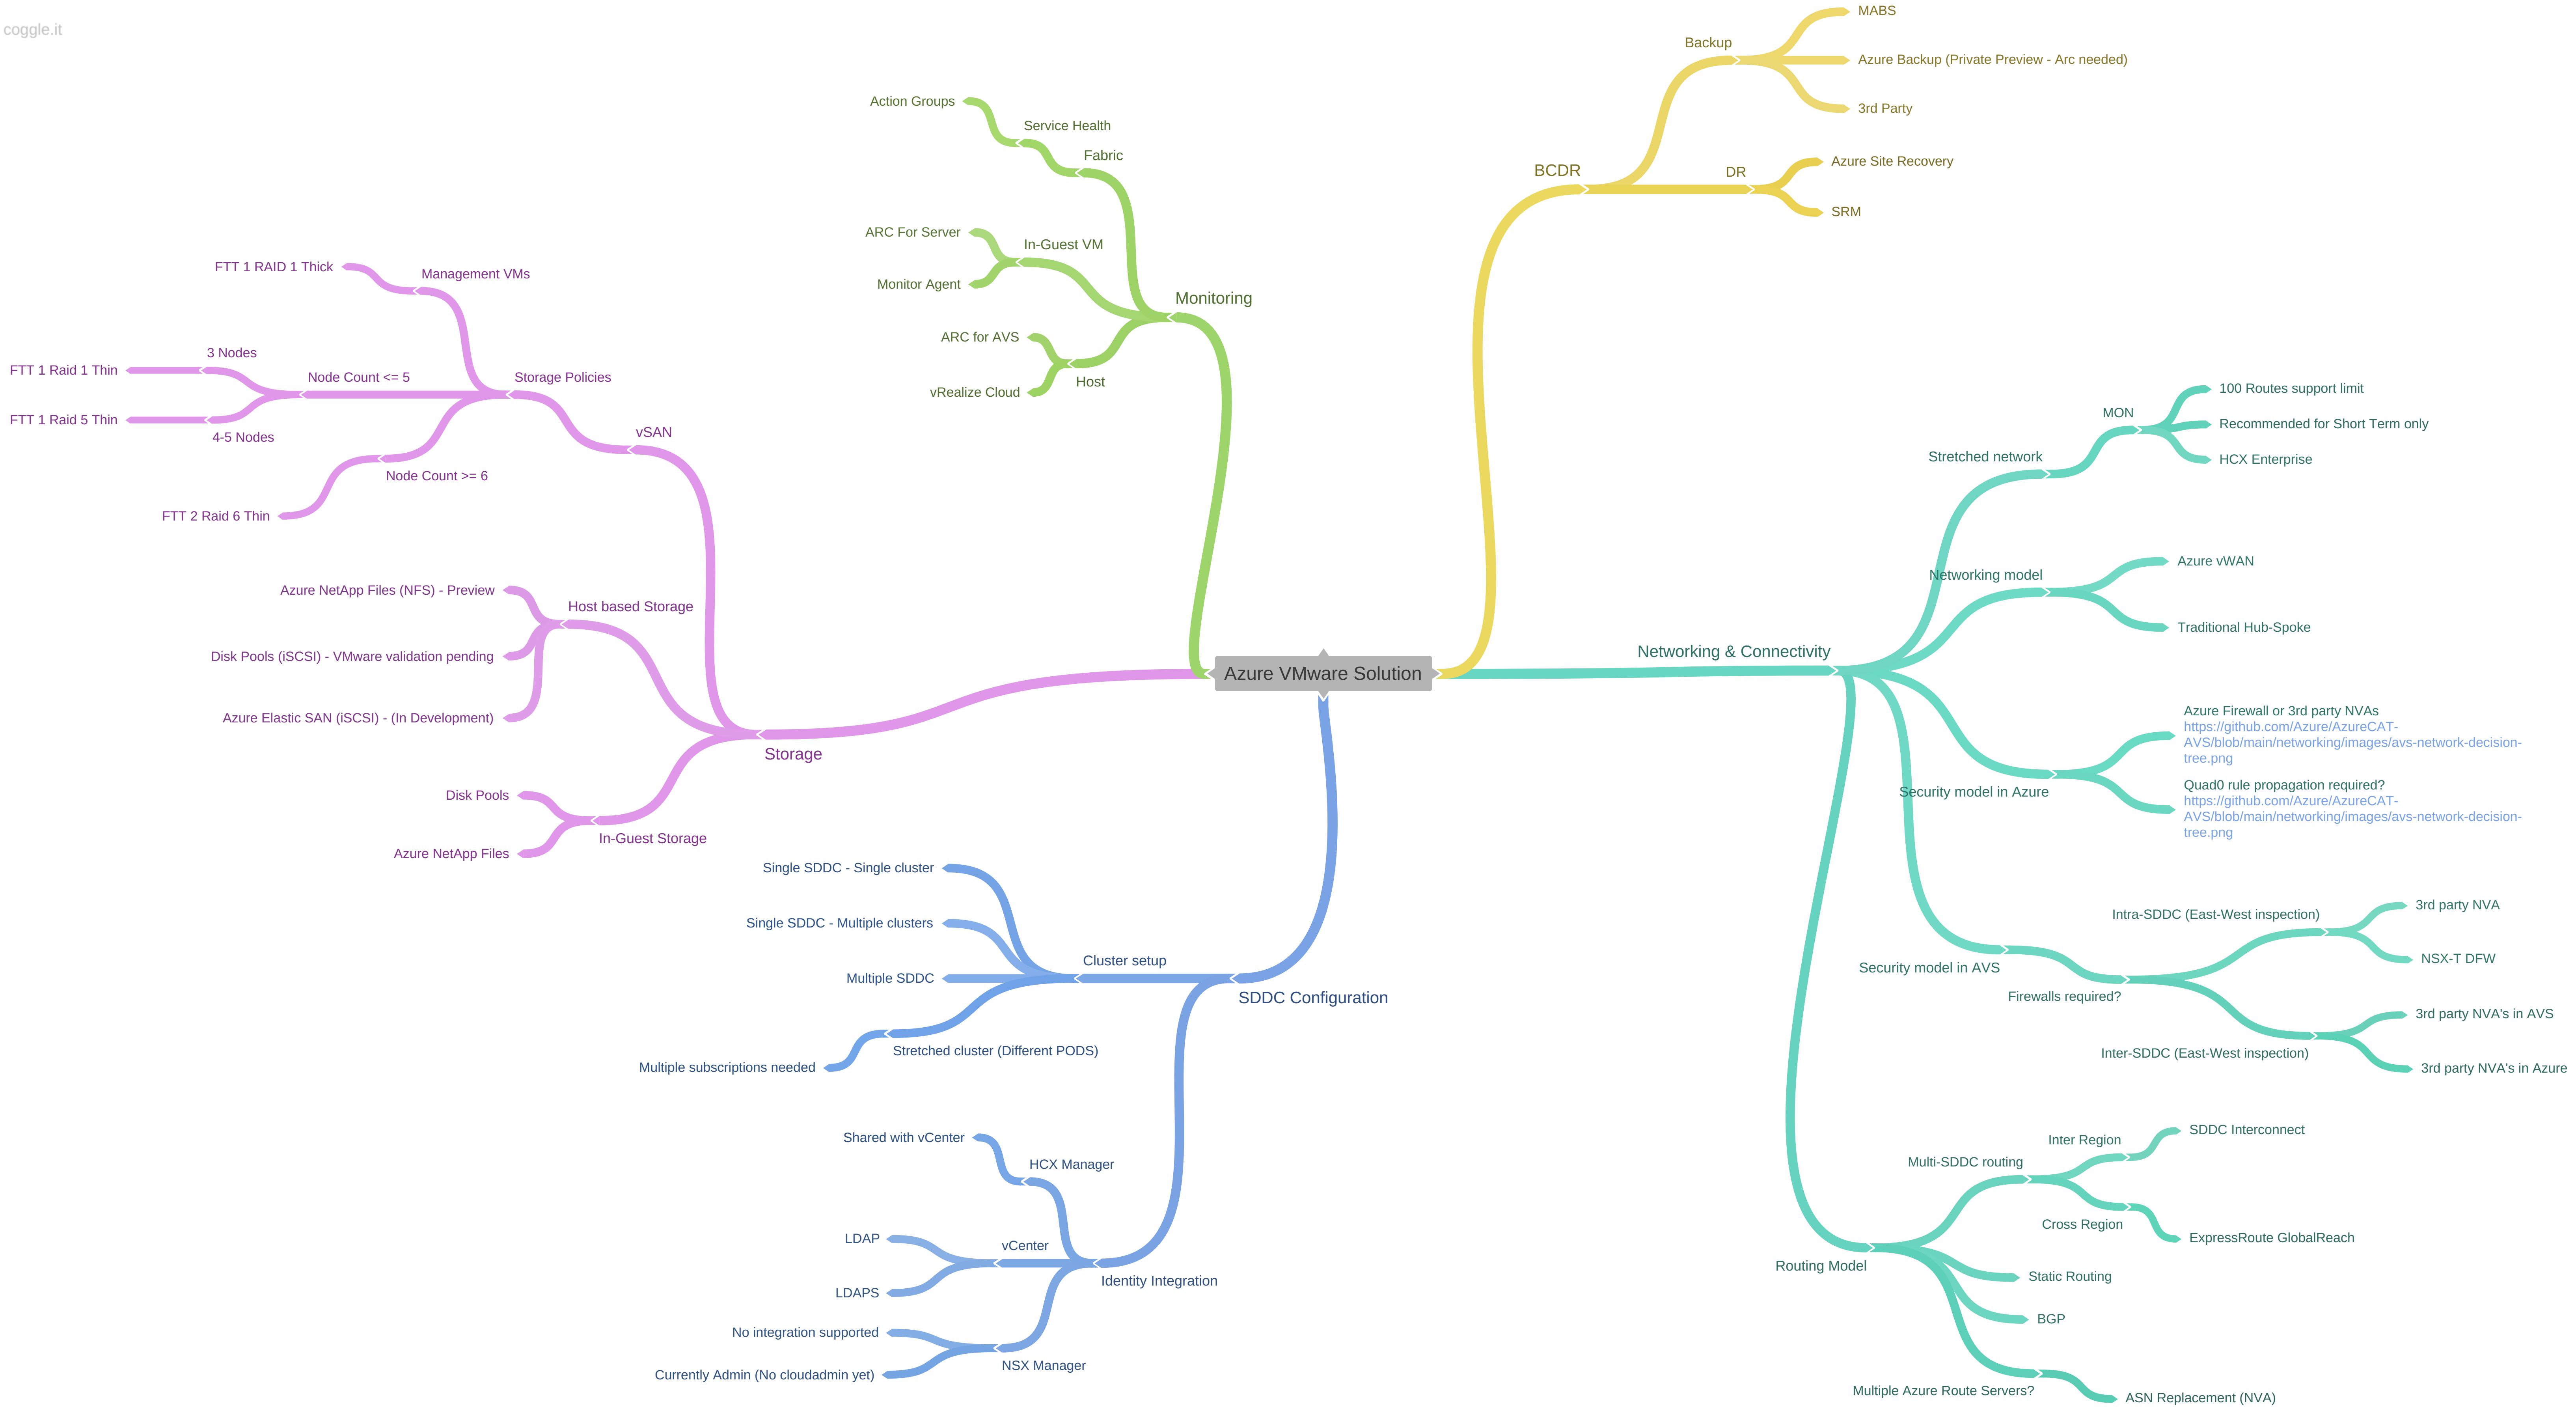 coggle.it
Azure VMware Solution
BCDR
Backup
MABS
Azure Backup (Private Preview - Arc needed)
3rd Party
DR
Azure Site Recovery
SRM
Networking & Connectivity
Stretched network
MON
100 Routes support limit
Recommended for Short Term only
HCX Enterprise
Networking model
Azure vWAN
Traditional Hub-Spoke
Security model in Azure
Azure Firewall or 3rd party NVAs
https://github.com/Azure/AzureCAT-
AVS/blob/main/networking/images/avs-network-decision-
tree.png
Quad0 rule propagation required?
https://github.com/Azure/AzureCAT-
AVS/blob/main/networking/images/avs-network-decision-
tree.png
Security model in AVS
Firewalls required?
Intra-SDDC (East-West inspection)
3rd party NVA
NSX-T DFW
Inter-SDDC (East-West inspection)
3rd party NVA's in AVS
3rd party NVA's in Azure
Routing Model
Multi-SDDC routing
Inter Region
SDDC Interconnect
Cross Region
ExpressRoute GlobalReach
Static Routing
BGP
Multiple Azure Route Servers?
ASN Replacement (NVA)
Monitoring
Fabric
Service Health
Action Groups
In-Guest VM
ARC For Server
Monitor Agent
Host
ARC for AVS
vRealize Cloud
Storage
vSAN
Storage Policies
Management VMs
FTT 1 RAID 1 Thick
Node Count <= 5
3 Nodes
FTT 1 Raid 1 Thin
4-5 Nodes
FTT 1 Raid 5 Thin
Node Count >= 6
FTT 2 Raid 6 Thin
Host based Storage
Azure NetApp Files (NFS) - Preview
Disk Pools (iSCSI) - VMware validation pending
Azure Elastic SAN (iSCSI) - (In Development)
In-Guest Storage
Disk Pools
Azure NetApp Files
SDDC Configuration
Cluster setup
Single SDDC - Single cluster
Single SDDC - Multiple clusters
Multiple SDDC
Stretched cluster (Different PODS)
Multiple subscriptions needed
Identity Integration
HCX Manager
Shared with vCenter
vCenter
LDAP
LDAPS
NSX Manager
No integration supported
Currently Admin (No cloudadmin yet)